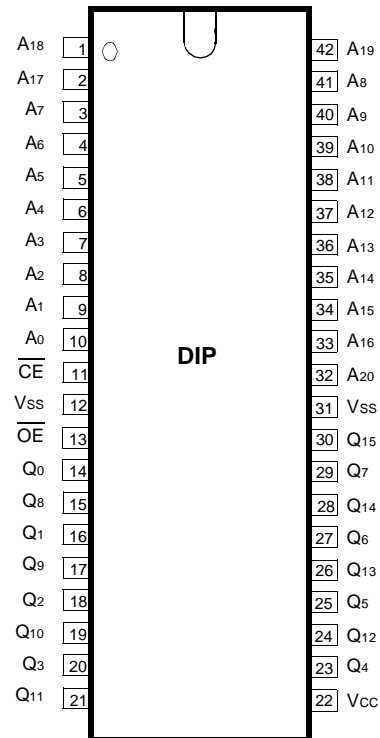 A18 1 42 A19
A17 2 41 A8
A7 3 40 A9
A6 4 39 A10
A5 5 38 A11
A4 6 37 A12
A3 7 36 A13
A2 8 35 A14
A1 9 34 A15
A0 10 33 A16
DIP
C̅E̅ 11 32 A20
VSS 12 31 VSS
O̅E̅ 13 30 Q15
Q0 14 29 Q7
Q8 15 28 Q14
Q1 16 27 Q6
Q9 17 26 Q13
Q2 18 25 Q5
Q10 19 24 Q12
Q3 20 23 Q4
Q11 21 22 VCC